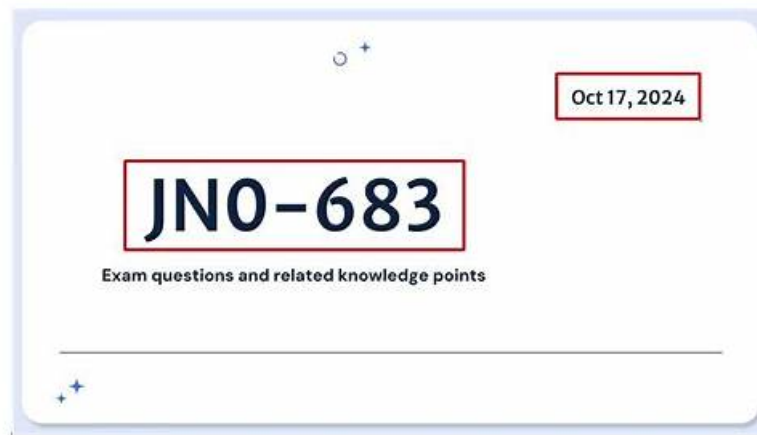 Oct 17, 2024
JN0-683
Exam questions and related knowledge points